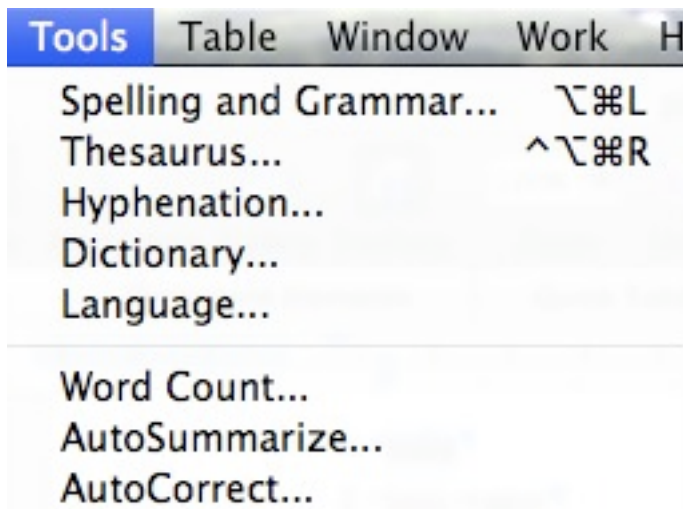 Tools Table Window Work H
Spelling and Grammar... ⌥⌘L
Thesaurus... ^⌥⌘R
Hyphenation...
Dictionary...
Language...
Word Count...
AutoSummarize...
AutoCorrect...